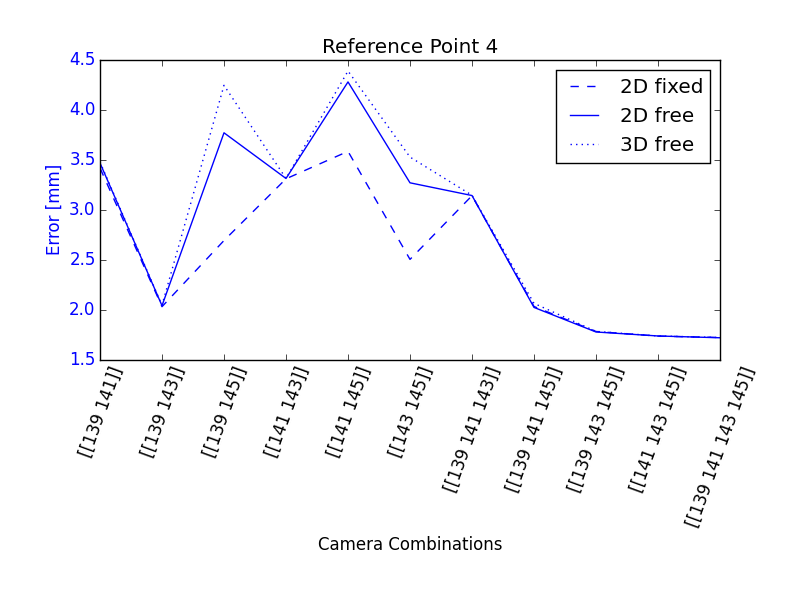 Reference Point 4
4.5
4.0
3.5
3.0
2.5
2.0
1.5
Error [mm]
2D fixed
2D free
3D free
[[139 141]]
[[139 143]]
[[139 145]]
[[141 143]]
[[141 145]]
[[143 145]]
[[139 141 143]]
[[139 141 145]]
[[139 143 145]]
[[141 143 145]]
[[139 141 143 145]]
Camera Combinations